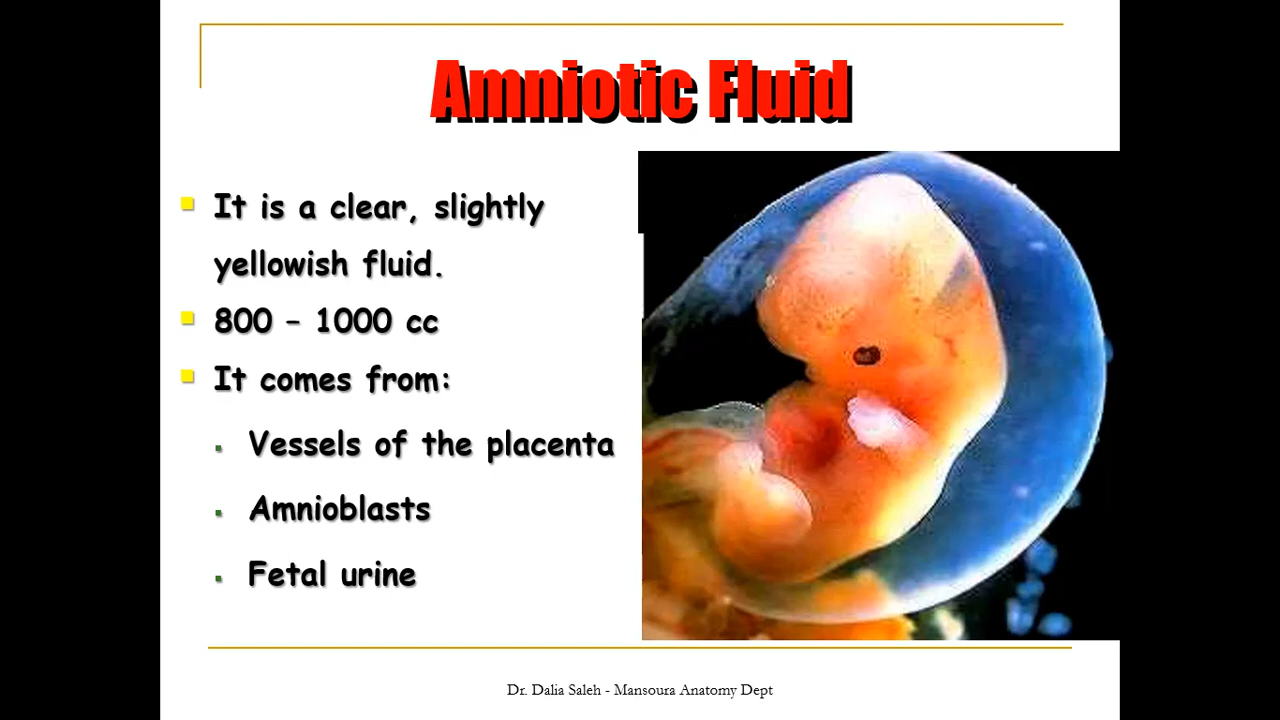 Amniotic Fluid
It is a clear, slightly
yellowish fluid.
800 – 1000 cc
It comes from:
Vessels of the placenta
Amnioblasts
Fetal urine
Dr. Dalia Saleh - Mansoura Anatomy Dept